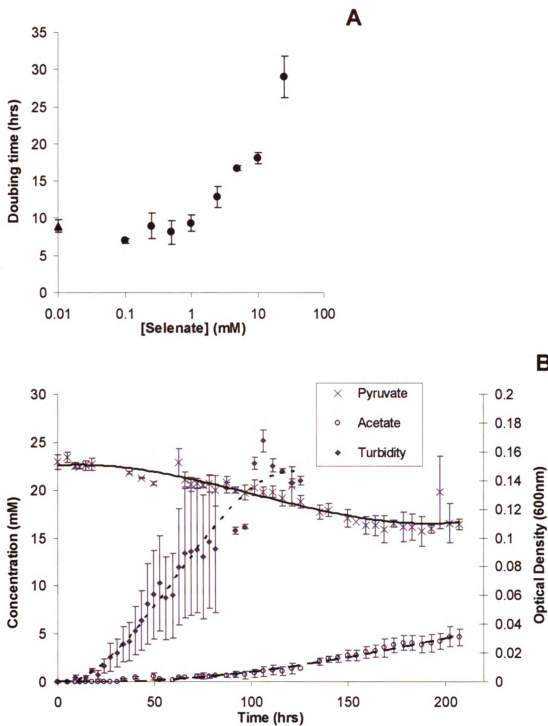 A
35
30
25
20
15
10
5
0
Doubing time (hrs)
0.01 0.1 1 10 100
[Selenate] (mM)
B
30
25
20
15
10
5
0
Concentration (mM)
Pyruvate
Acetate
Turbidity
0.2
0.18
0.16
0.14
0.12
0.1
0.08
0.06
0.04
0.02
0
Optical Density (600nm)
0 50 100 150 200
Time (hrs)